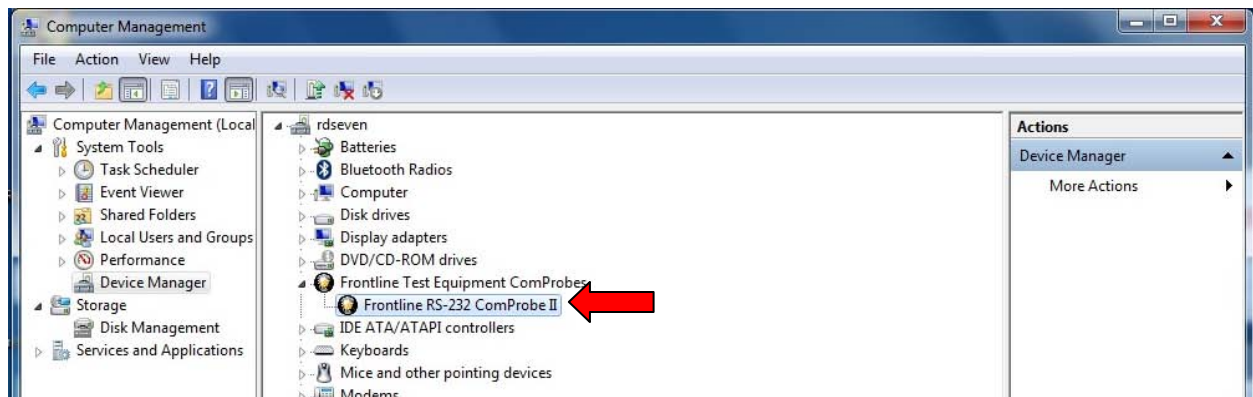 Computer Management
File Action View Help
Computer Management (Local
System Tools
Task Scheduler
Event Viewer
Shared Folders
Local Users and Groups
Performance
Device Manager
Storage
Disk Management
Services and Applications
rdseven
Batteries
Bluetooth Radios
Computer
Disk drives
Display adapters
DVD/CD-ROM drives
Frontline Test Equipment ComProbes
Frontline RS-232 ComProbe II
IDE ATA/ATAPI controllers
Keyboards
Mice and other pointing devices
Modems
Actions
Device Manager
More Actions